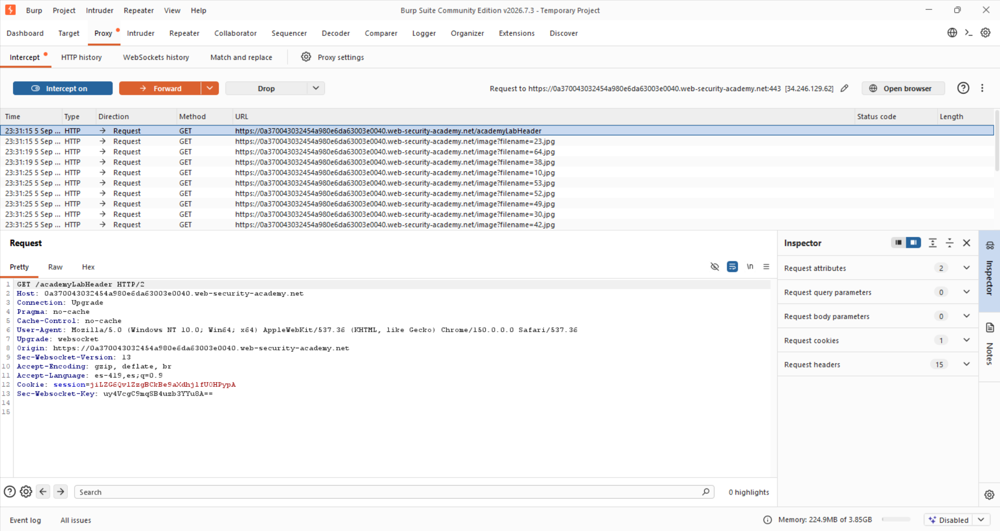 Burp Project Intruder Repeater View Help Burp Suite Community Edition v2026.7.3 - Temporary Project
Dashboard Target Proxy Intruder Repeater Collaborator Sequencer Decoder Comparer Logger Organizer Extensions Discover
Intercept HTTP history WebSockets history Match and replace Proxy settings
Intercept on Forward Drop Request to https://0a370043032454a980e6da63003e0040.web-security-academy.net:443 [34.246.129.62] Open browser
Time Type Direction Method URL Status code Length
23:31:15 5 Sep ... HTTP → Request GET https://0a370043032454a980e6da63003e0040.web-security-academy.net/academyLabHeader
23:31:15 5 Sep ... HTTP → Request GET https://0a370043032454a980e6da63003e0040.web-security-academy.net/image?filename=23.jpg
23:31:19 5 Sep ... HTTP → Request GET https://0a370043032454a980e6da63003e0040.web-security-academy.net/image?filename=64.jpg
23:31:19 5 Sep ... HTTP → Request GET https://0a370043032454a980e6da63003e0040.web-security-academy.net/image?filename=38.jpg
23:31:25 5 Sep ... HTTP → Request GET https://0a370043032454a980e6da63003e0040.web-security-academy.net/image?filename=10.jpg
23:31:25 5 Sep ... HTTP → Request GET https://0a370043032454a980e6da63003e0040.web-security-academy.net/image?filename=53.jpg
23:31:25 5 Sep ... HTTP → Request GET https://0a370043032454a980e6da63003e0040.web-security-academy.net/image?filename=52.jpg
23:31:25 5 Sep ... HTTP → Request GET https://0a370043032454a980e6da63003e0040.web-security-academy.net/image?filename=49.jpg
23:31:25 5 Sep ... HTTP → Request GET https://0a370043032454a980e6da63003e0040.web-security-academy.net/image?filename=30.jpg
23:31:25 5 Sep ... HTTP → Request GET https://0a370043032454a980e6da63003e0040.web-security-academy.net/image?filename=42.jpg
Request
Pretty Raw Hex \n
1 GET /academyLabHeader HTTP/2
2 Host: 0a370043032454a980e6da63003e0040.web-security-academy.net
3 Connection: Upgrade
4 Pragma: no-cache
5 Cache-Control: no-cache
6 User-Agent: Mozilla/5.0 (Windows NT 10.0; Win64; x64) AppleWebKit/537.36 (KHTML, like Gecko) Chrome/150.0.0.0 Safari/537.36
7 Upgrade: websocket
8 Origin: https://0a370043032454a980e6da63003e0040.web-security-academy.net
9 Sec-Websocket-Version: 13
10 Accept-Encoding: gzip, deflate, br
11 Accept-Language: es-419,es;q=0.9
12 Cookie: session=jiLZG6QvlZzgBCkBe9aXdhj1fU0HPypA
13 Sec-Websocket-Key: uy4VcgC9mqSB4uzb3YYu8A==
14
15
Inspector
Request attributes 2
Request query parameters 0
Request body parameters 0
Request cookies 1
Request headers 15
Inspector
Notes
Search 0 highlights
Event log All issues Memory: 224.9MB of 3.85GB Disabled